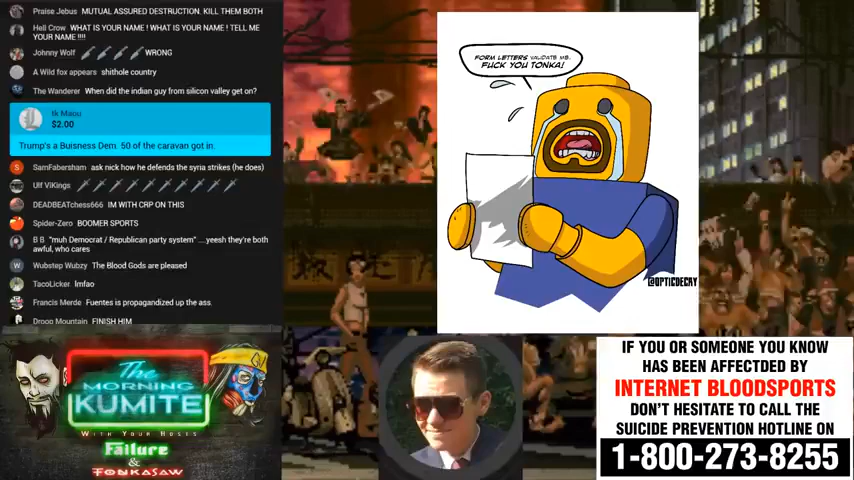 Praise Jebus MUTUAL ASSURED DESTRUCTION. KILL THEM BOTH
Hell Crow WHAT IS YOUR NAME ! WHAT IS YOUR NAME ! TELL ME
YOUR NAME !!!!
Johnny Wolf WRONG
A Wild fox appears shithole country
The Wanderer When did the indian guy from silicon valley get on?
tk Maou
$2.00
Trump's a Buisness Dem. 50 of the caravan got in.
S SamFabersham ask nick how he defends the syria strikes (he does)
Ulf VIKings
DEADBEATchess666 IM WITH CRP ON THIS
Spider-Zero BOOMER SPORTS
B B "muh Democrat / Republican party system" ....yeesh they're both
awful, who cares
Wubstep Wubzy The Blood Gods are pleased
TacoLicker lmfao
Francis Merde Fuentes is propagandized up the ass.
Droop Mountain FINISH HIM
FORM LETTERS VALIDATE ME.
FUCK YOU TONKA!
@OPTICDECRY
The
MORNING
KUMITE
WITH YOUR HOSTS
Failure
&
TONKASAW
IF YOU OR SOMEONE YOU KNOW
HAS BEEN AFFECTDED BY
INTERNET BLOODSPORTS
DON'T HESITATE TO CALL THE
SUICIDE PREVENTION HOTLINE ON
1-800-273-8255